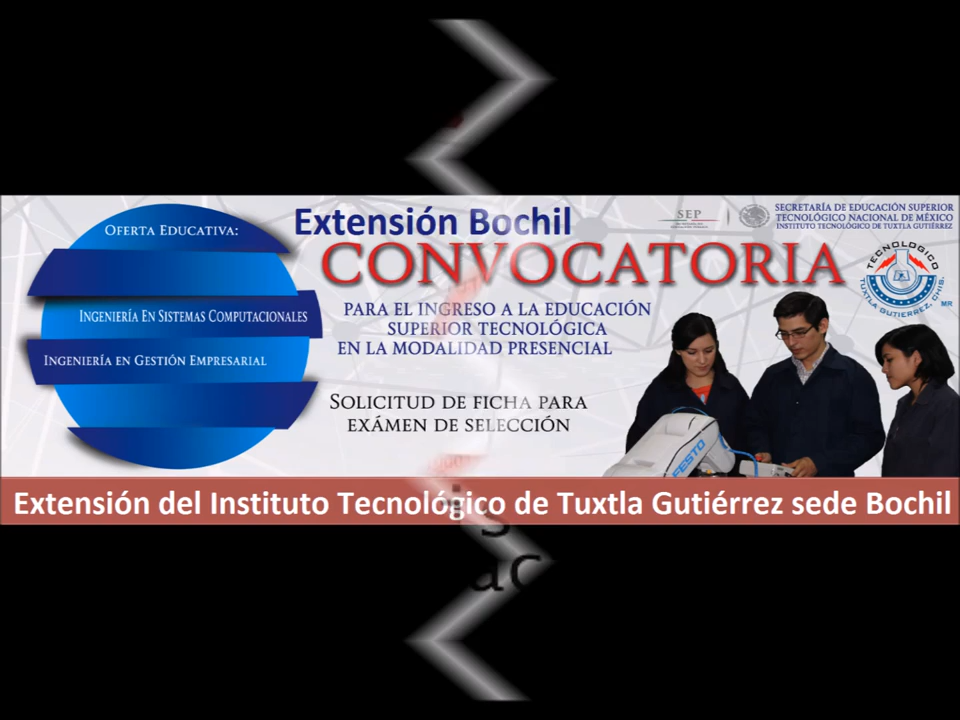 OFERTA EDUCATIVA:
INGENIERÍA EN SISTEMAS COMPUTACIONALES
INGENIERÍA EN GESTIÓN EMPRESARIAL
Extensión Bochil
CONVOCATORIA
PARA EL INGRESO A LA EDUCACIÓN
SUPERIOR TECNOLÓGICA
EN LA MODALIDAD PRESENCIAL
SOLICITUD DE FICHA PARA
EXÁMEN DE SELECCIÓN
SEP
SECRETARÍA DE EDUCACIÓN SUPERIOR
TECNOLÓGICO NACIONAL DE MÉXICO
INSTITUTO TECNOLÓGICO DE TUXTLA GUTIÉRREZ
TECNOLOGICO
TUXTLA GUTIERREZ, CHIS.
MR
FESTO
Extensión del Instituto Tecnológico de Tuxtla Gutiérrez sede Bochil